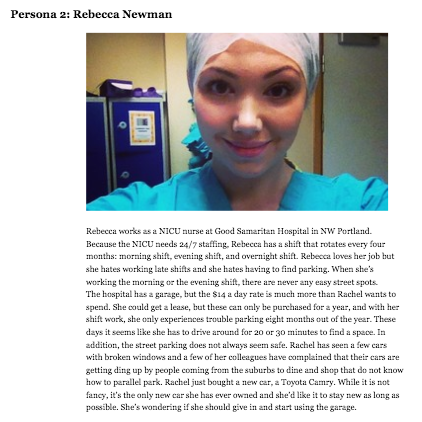 Persona 2: Rebecca Newman
Rebecca works as a NICU nurse at Good Samaritan Hospital in NW Portland.
Because the NICU needs 24/7 staffing, Rebecca has a shift that rotates every four
months: morning shift, evening shift, and overnight shift. Rebecca loves her job but
she hates working late shifts and she hates having to find parking. When she's
working the morning or the evening shift, there are never any easy street spots.
The hospital has a garage, but the $14 a day rate is much more than Rachel wants to
spend. She could get a lease, but these can only be purchased for a year, and with her
shift work, she only experiences trouble parking eight months out of the year. These
days it seems like she has to drive around for 20 or 30 minutes to find a space. In
addition, the street parking does not always seem safe. Rachel has seen a few cars
with broken windows and a few of her colleagues have complained that their cars are
getting ding up by people coming from the suburbs to dine and shop that do not know
how to parallel park. Rachel just bought a new car, a Toyota Camry. While it is not
fancy, it's the only new car she has ever owned and she'd like it to stay new as long as
possible. She's wondering if she should give in and start using the garage.